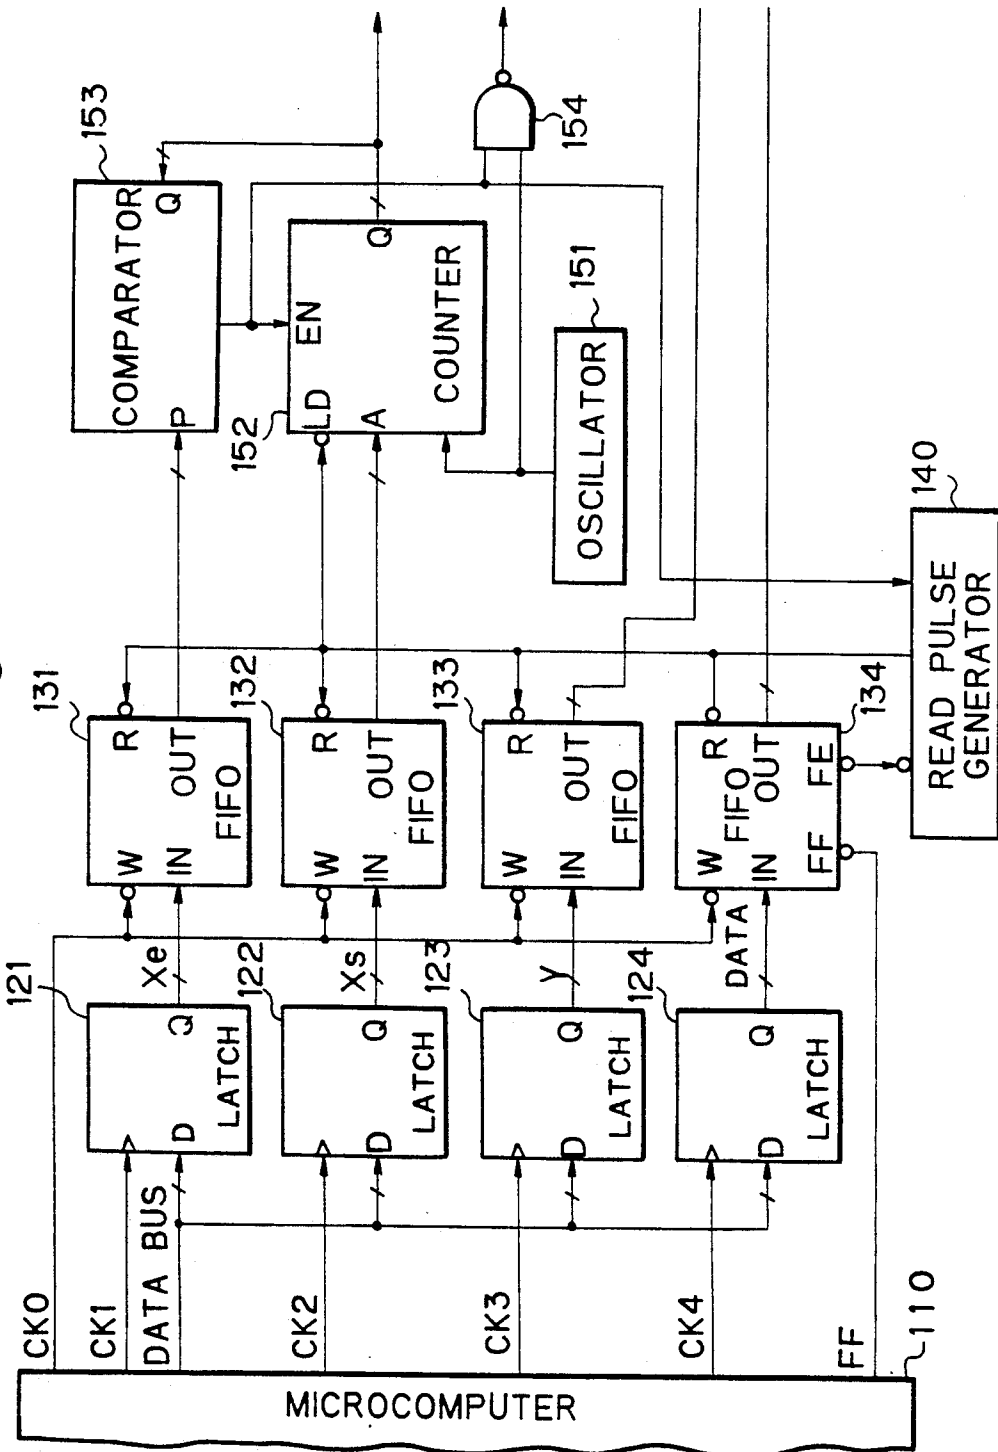 MICROCOMPUTER
110
CK0
CK1
DATA BUS
CK2
CK3
CK4
FF
121
D
Q
LATCH
Xe
122
D
Q
LATCH
Xs
123
D
Q
LATCH
Y
124
D
Q
LATCH
DATA
131
W
R
IN
OUT
FIFO
132
W
R
IN
OUT
FIFO
133
W
R
IN
OUT
FIFO
134
W
R
FIFO
IN
OUT
FF
FE
READ PULSE
GENERATOR
140
COMPARATOR
P
Q
153
152
LD
EN
A
Q
COUNTER
OSCILLATOR
151
154